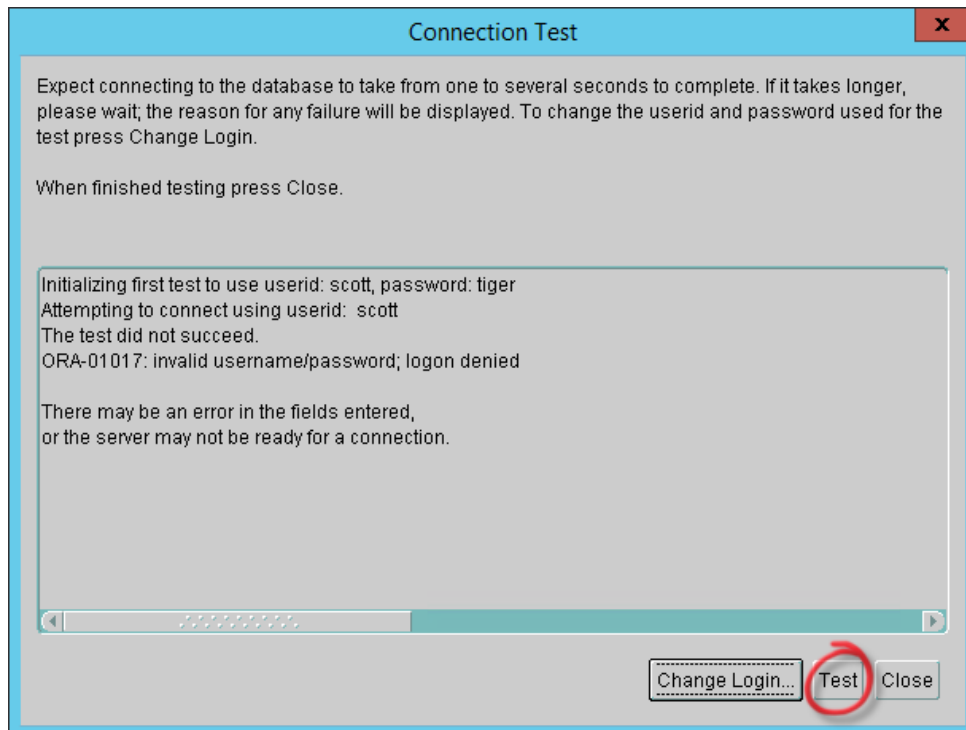 Connection Test
x
Expect connecting to the database to take from one to several seconds to complete. If it takes longer,
please wait; the reason for any failure will be displayed. To change the userid and password used for the
test press Change Login.
When finished testing press Close.
Initializing first test to use userid: scott, password: tiger
Attempting to connect using userid:  scott
The test did not succeed.
ORA-01017: invalid username/password; logon denied
There may be an error in the fields entered,
or the server may not be ready for a connection.
Change Login... Test Close